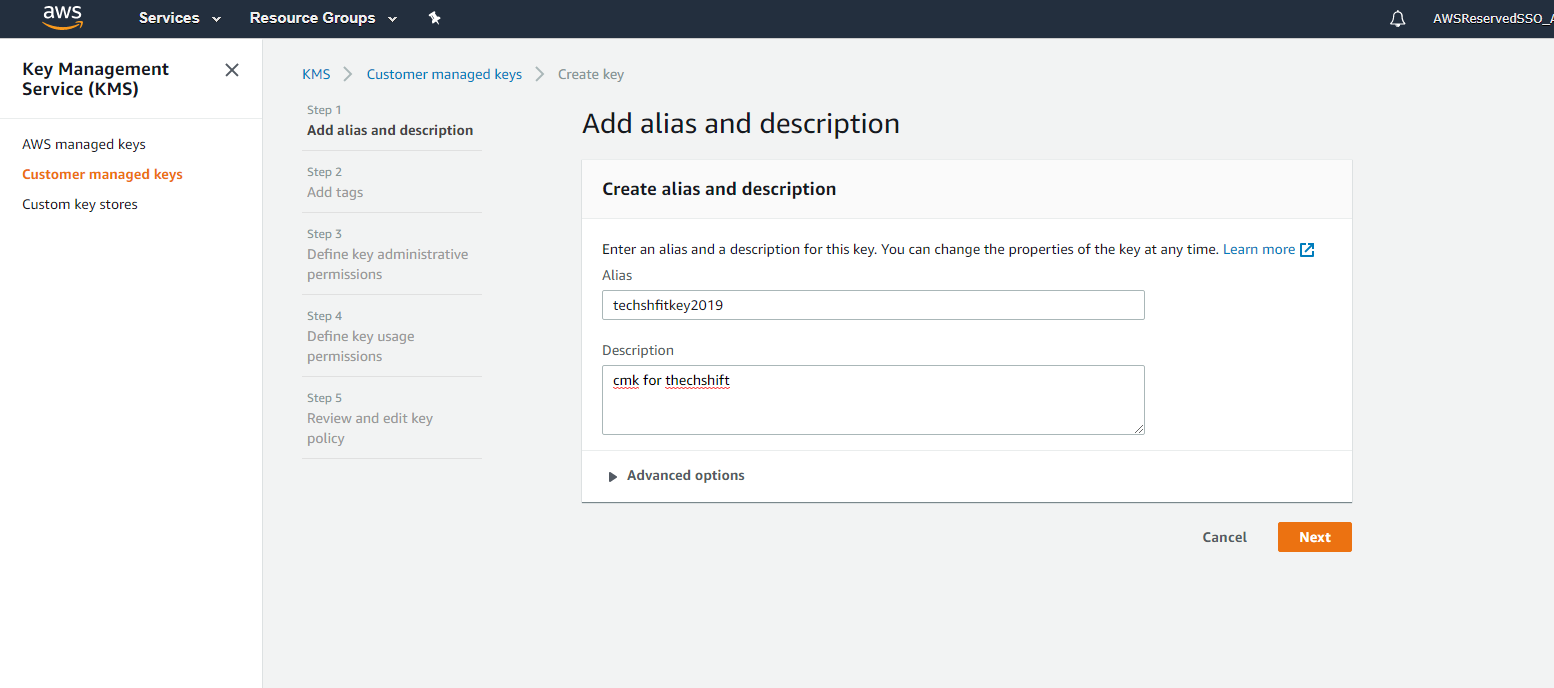 aws Services Resource Groups AWSReservedSSO_A
Key Management
Service (KMS)
AWS managed keys
Customer managed keys
Custom key stores
KMS Customer managed keys Create key
Step 1
Add alias and description
Step 2
Add tags
Step 3
Define key administrative
permissions
Step 4
Define key usage
permissions
Step 5
Review and edit key
policy
Add alias and description
Create alias and description
Enter an alias and a description for this key. You can change the properties of the key at any time. Learn more
Alias
techshfitkey2019
Description
cmk for thechshift
Advanced options
Cancel Next